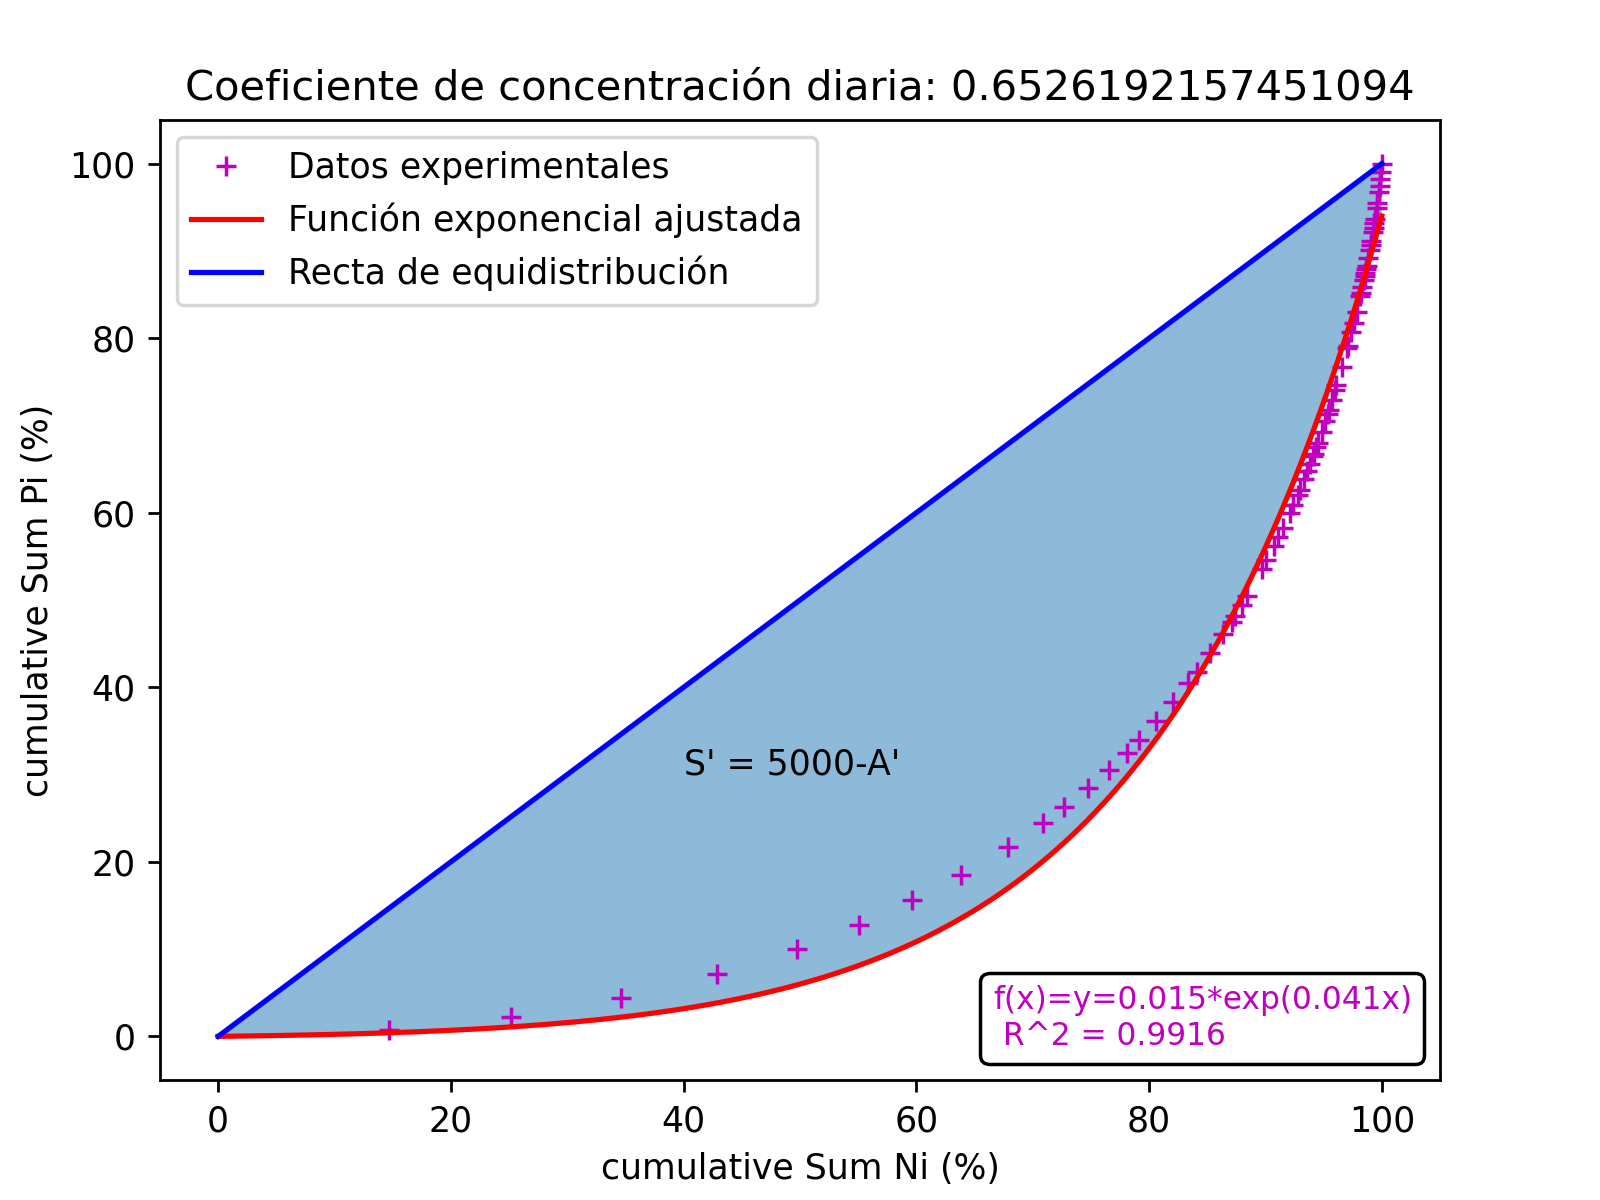 Coeficiente de concentración diaria: 0.6526192157451094
Datos experimentales
Función exponencial ajustada
Recta de equidistribución
100
80
60
40
20
0
cumulative Sum Pi (%)
S' = 5000-A'
f(x)=y=0.015*exp(0.041x)
R^2 = 0.9916
0 20 40 60 80 100
cumulative Sum Ni (%)